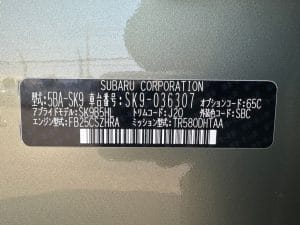 SUBARU CORPORATION
型式:5BA-SK9 車台番号:SK9-036307 オプションコード:65C
アプライドモデル:SK9B5HL トリムコード:J20 外装色コード:SBC
エンジン型式:FB25CSZHRA ミッション型式:TR580DHTAA